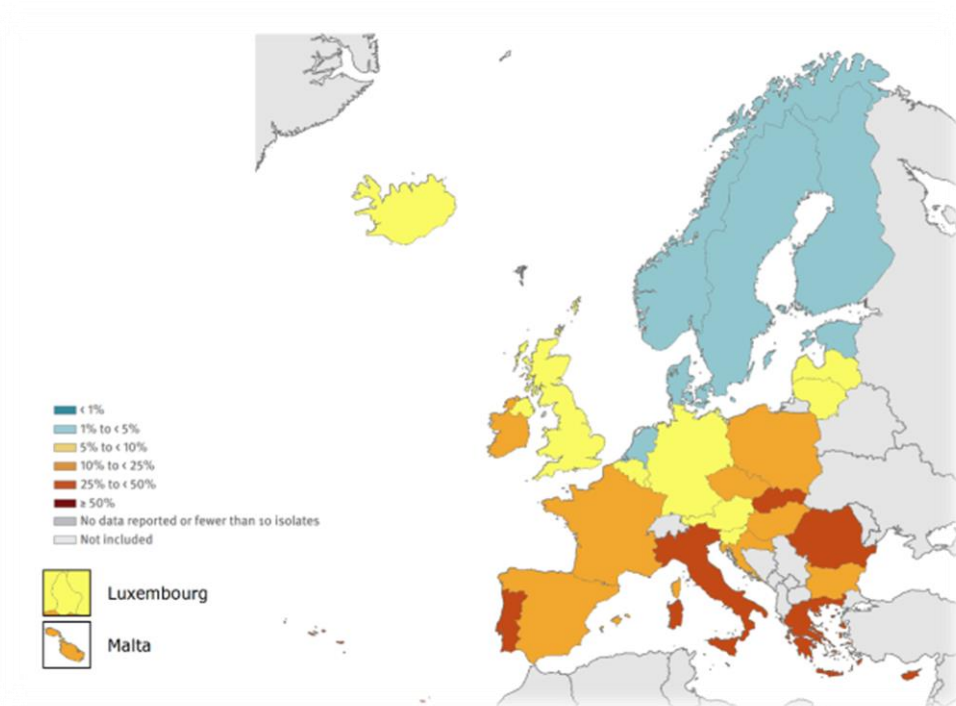 < 1%
1% to < 5%
5% to < 10%
10% to < 25%
25% to < 50%
≥ 50%
No data reported or fewer than 10 isolates
Not included
Luxembourg
Malta